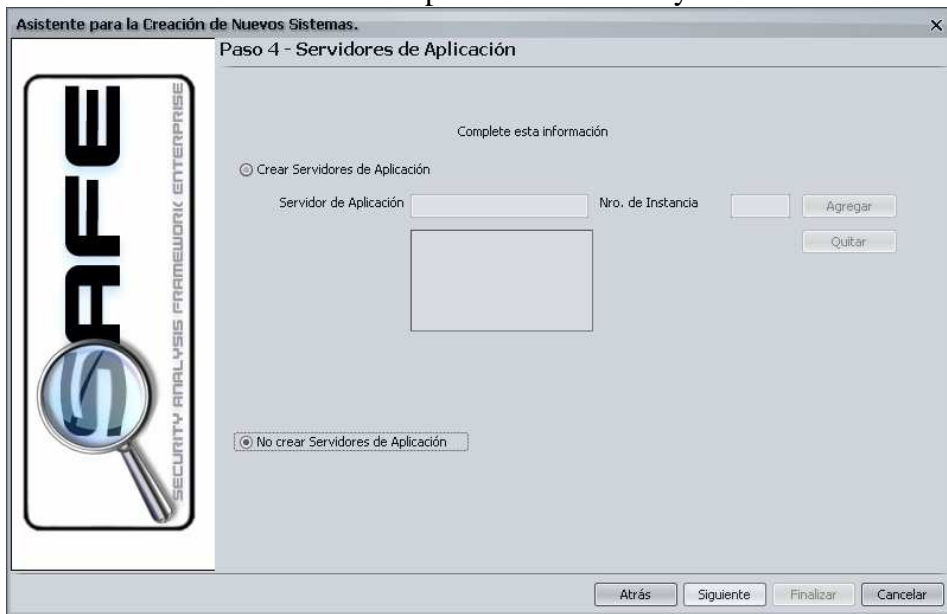 Asistente para la Creación de Nuevos Sistemas.
Paso 4 - Servidores de Aplicación
SAFE
SECURITY ANALYSIS FRAMEWORK ENTERPRISE
Complete esta información
Crear Servidores de Aplicación
Servidor de Aplicación
Nro. de Instancia
Agregar
Quitar
No crear Servidores de Aplicación
Atrás
Siguiente
Finalizar
Cancelar